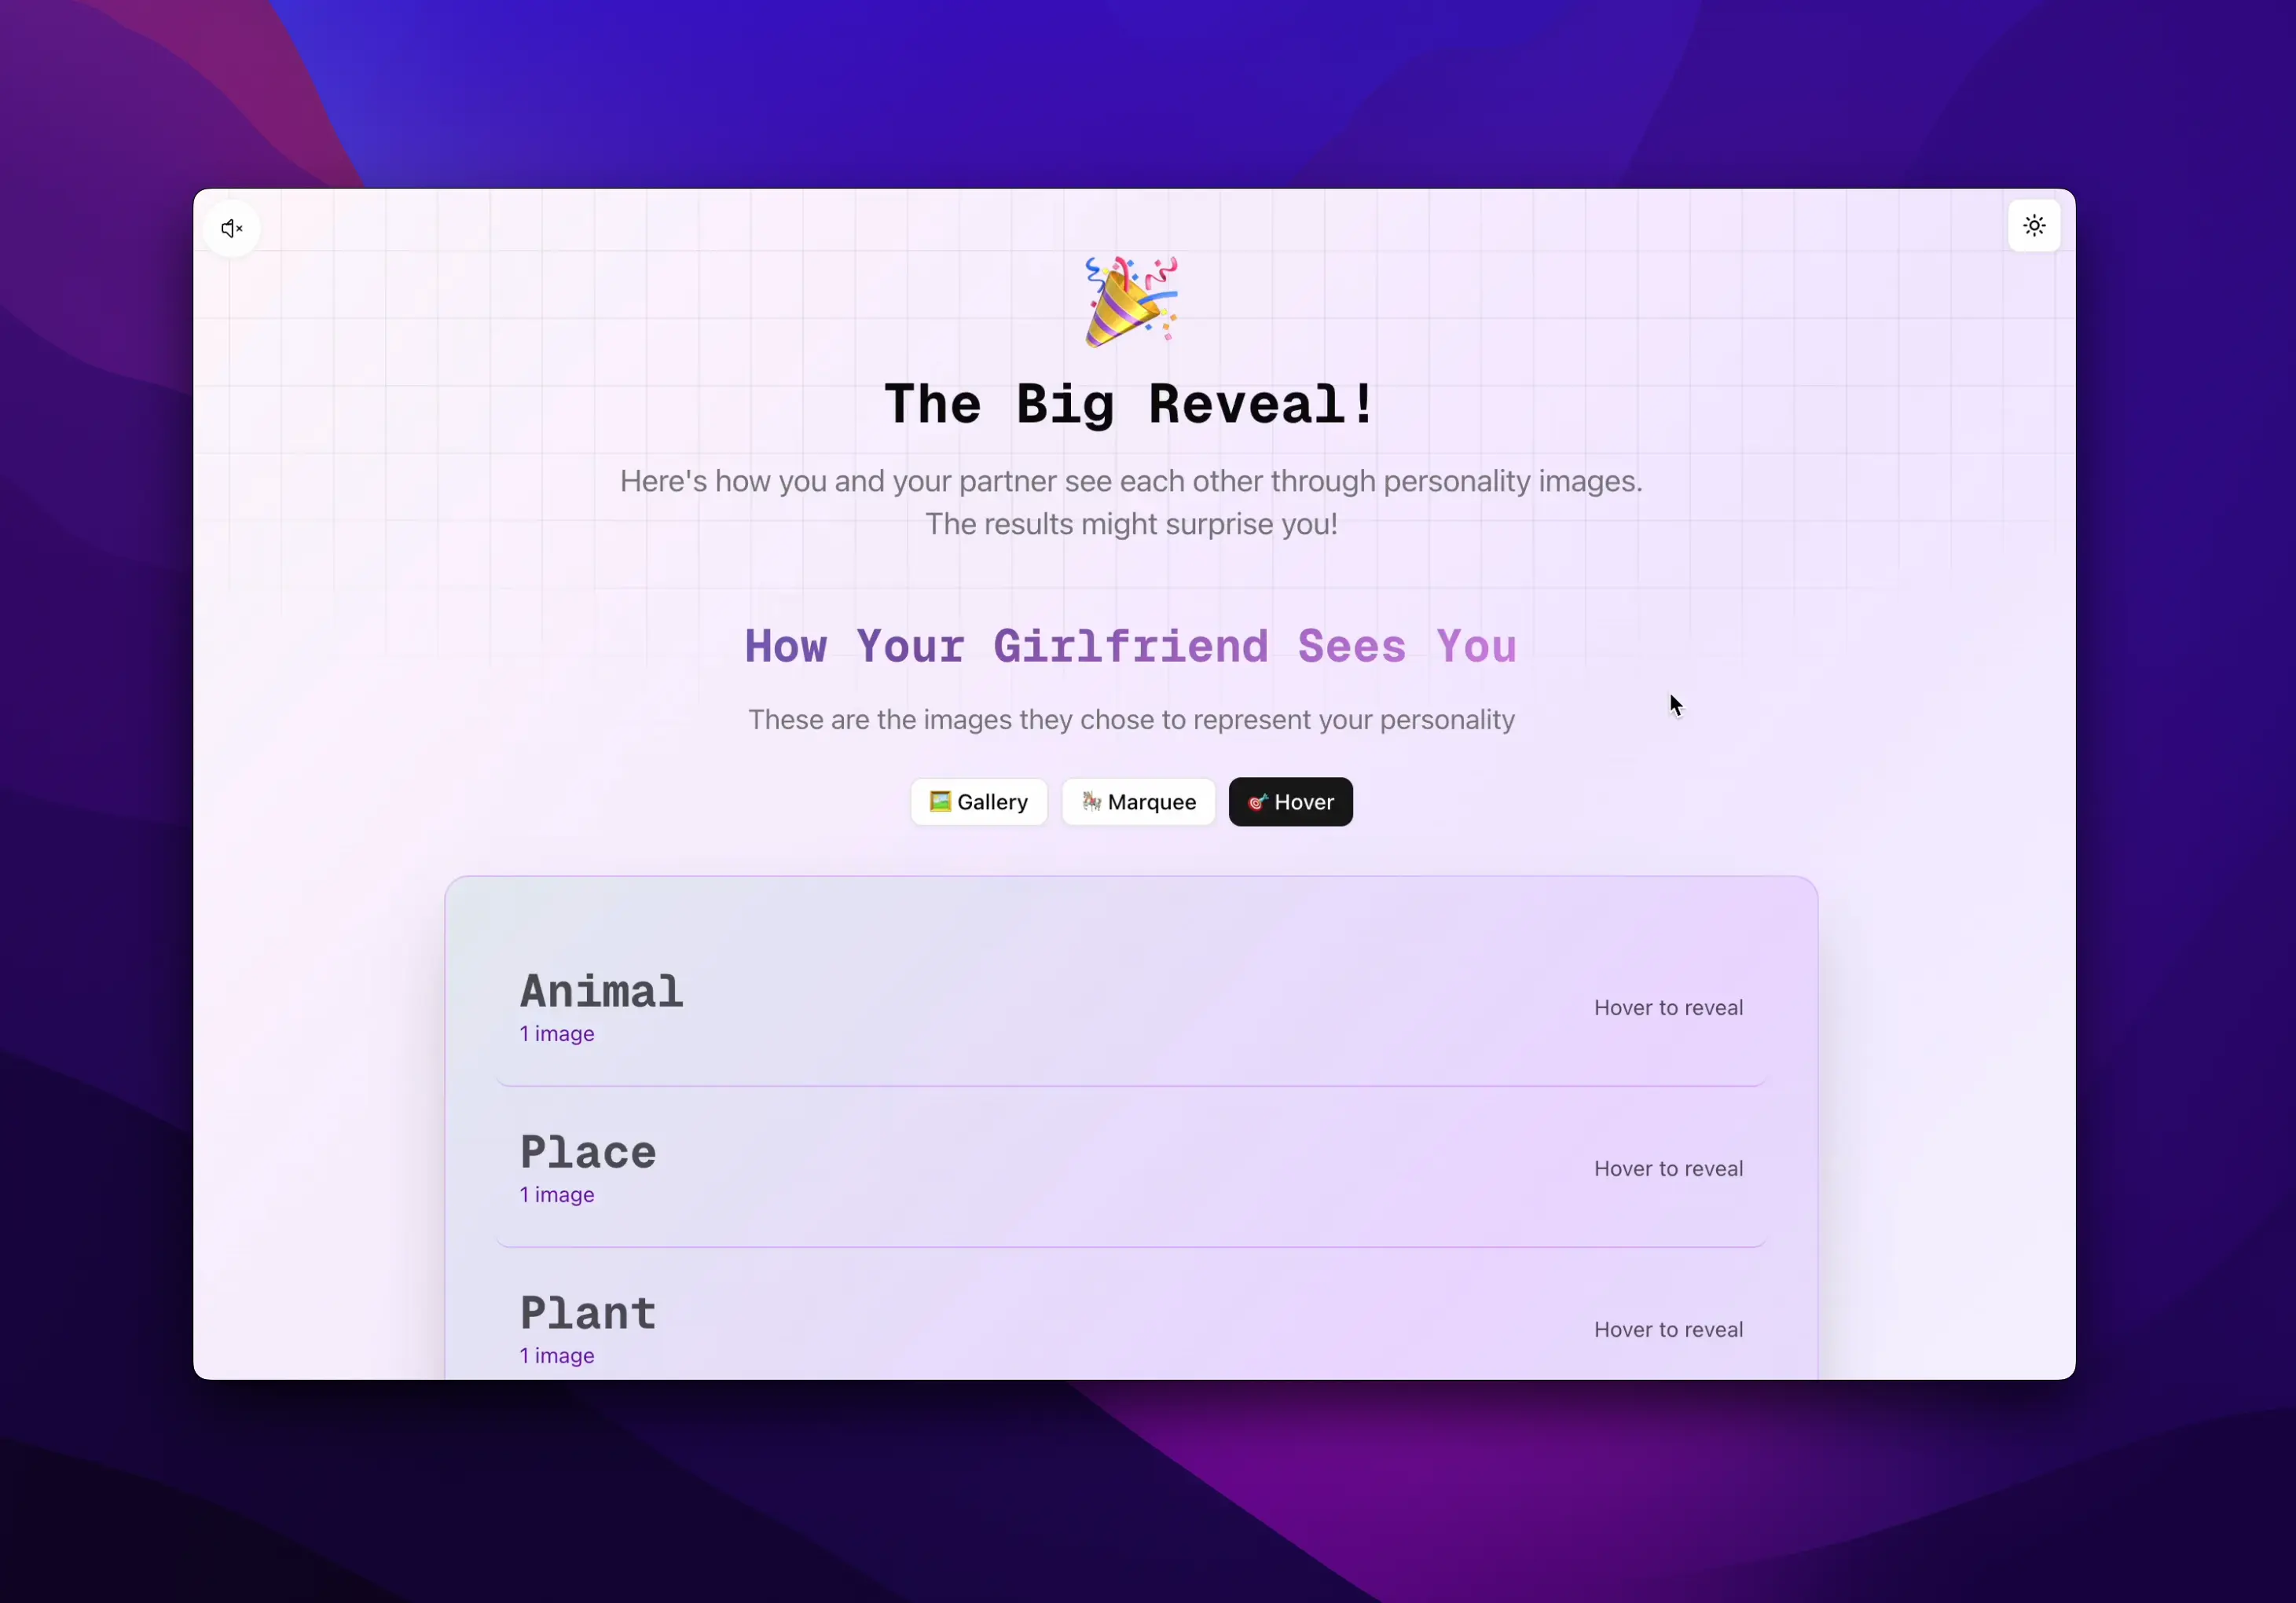 The Big Reveal!
Here's how you and your partner see each other through personality images.
The results might surprise you!
How Your Girlfriend Sees You
These are the images they chose to represent your personality
Gallery
Marquee
Hover
Animal
1 image
Hover to reveal
Place
1 image
Hover to reveal
Plant
1 image
Hover to reveal